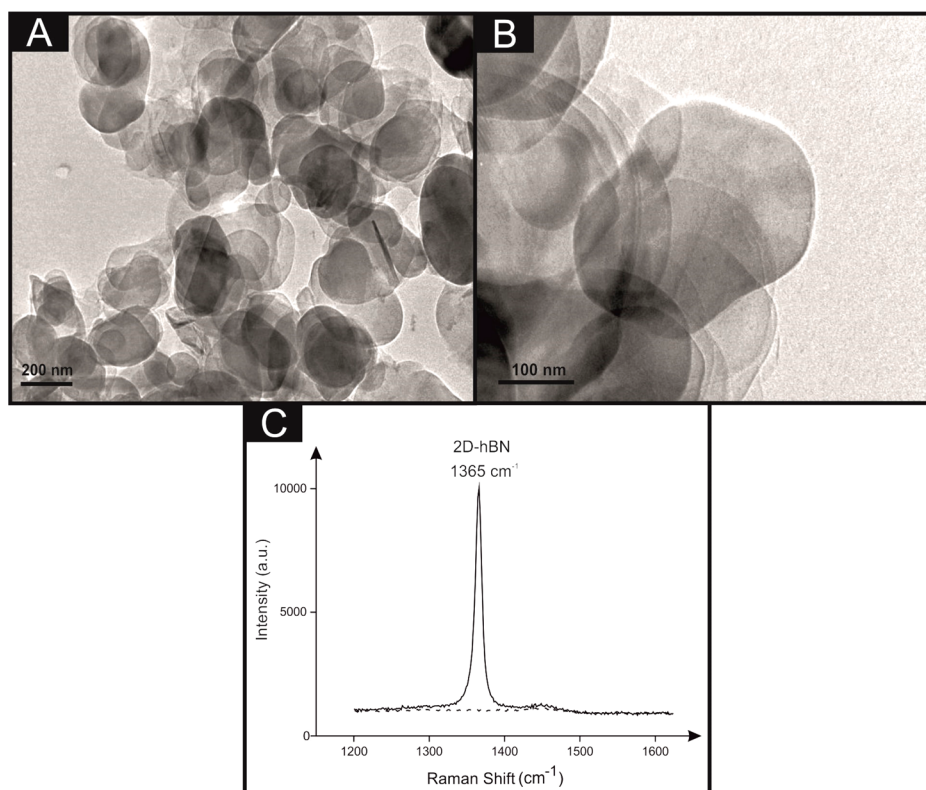 A
B
200 nm
100 nm
C
2D-hBN
1365 cm⁻¹
10000
5000
0
Intensity (a.u.)
1200
1300
1400
1500
1600
Raman Shift (cm⁻¹)